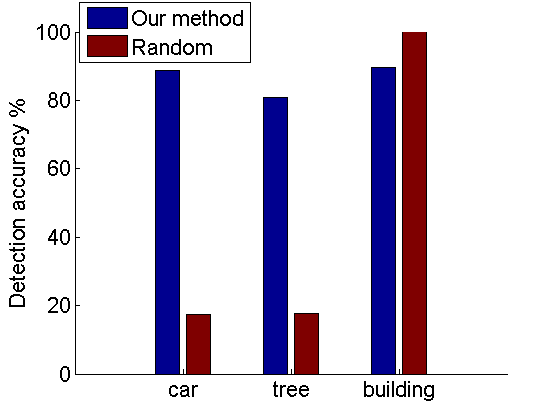 Our method
Random
Detection accuracy %
100
80
60
40
20
0
car tree building